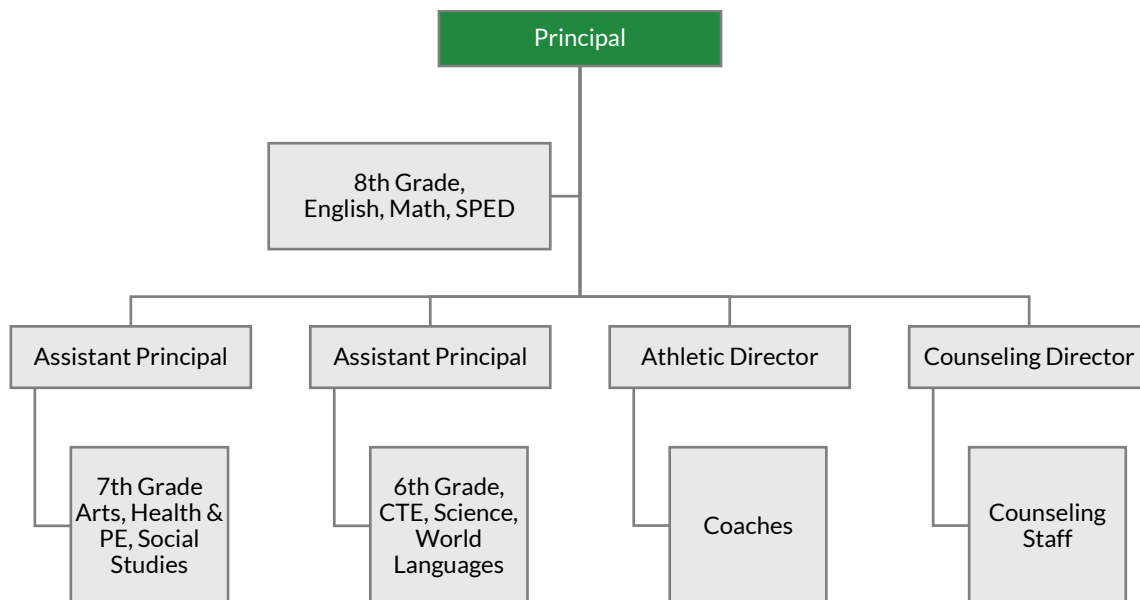 Principal
8th Grade,
English, Math, SPED
Assistant Principal
Assistant Principal
Athletic Director
Counseling Director
7th Grade
Arts, Health &
PE, Social
Studies
6th Grade,
CTE, Science,
World
Languages
Coaches
Counseling
Staff